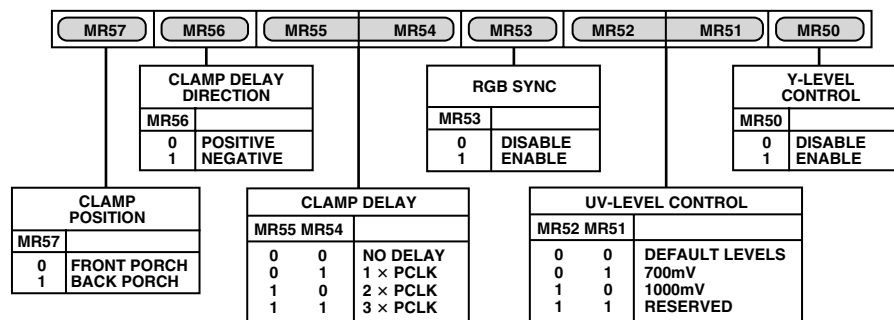 MR57 MR56 MR55 MR54 MR53 MR52 MR51 MR50
CLAMP DELAY
DIRECTION
MR56
0 POSITIVE
1 NEGATIVE
RGB SYNC
MR53
0 DISABLE
1 ENABLE
Y-LEVEL
CONTROL
MR50
0 DISABLE
1 ENABLE
CLAMP
POSITION
MR57
0 FRONT PORCH
1 BACK PORCH
CLAMP DELAY
MR55 MR54
0 0 NO DELAY
0 1 1 × PCLK
1 0 2 × PCLK
1 1 3 × PCLK
UV-LEVEL CONTROL
MR52 MR51
0 0 DEFAULT LEVELS
0 1 700mV
1 0 1000mV
1 1 RESERVED